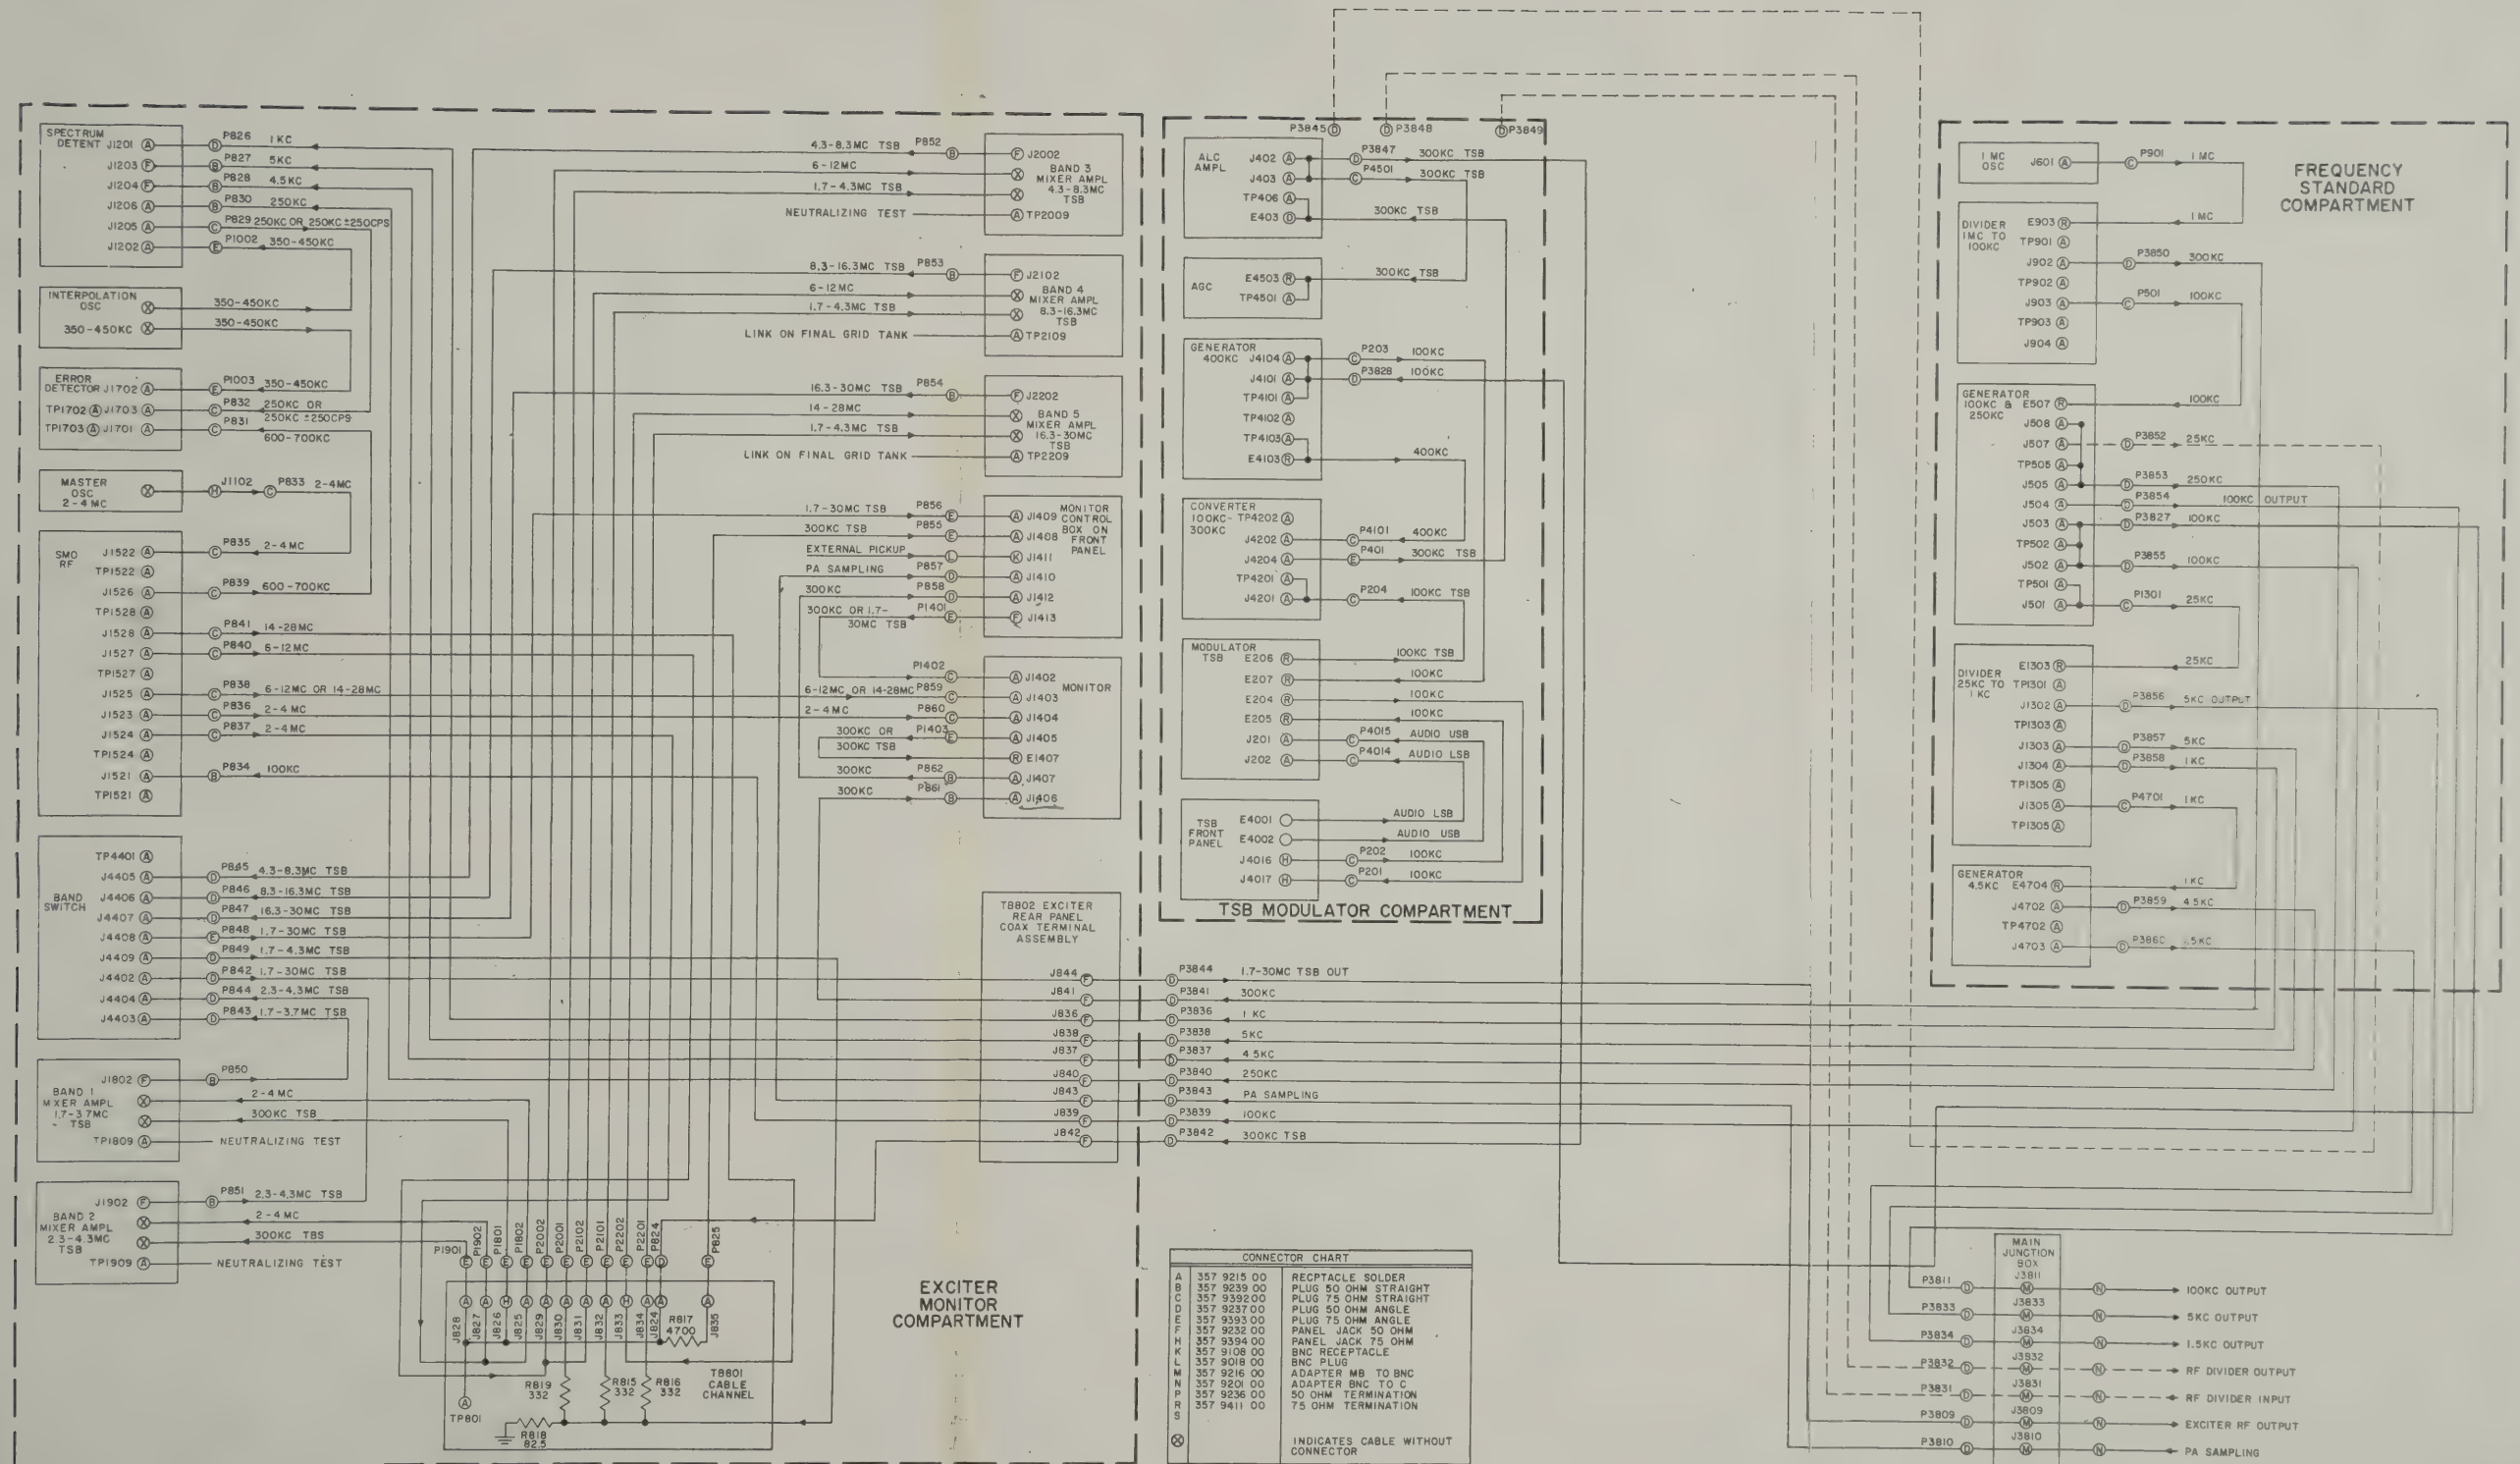 SPECTRUM
DETENT J1201 A
D P826 1KC
J1203 F
B P827 5KC
J1204 F
B P828 4.5KC
J1206 A
B P830 250KC
J1205 A
C P829 250KC OR 250KC ±250CPS
J1202 A
E P1002 350-450KC
INTERPOLATION
OSC X
350-450KC
350-450KC X
350-450KC
ERROR
DETECTOR J1702 A
E P1003 350-450KC
TP1702 A J1703 A
C P832 250KC OR
250KC ±250CPS
TP1703 A J1701 A
C P831
600-700KC
MASTER
OSC X
2-4 MC
H J1102
C P833 2-4MC
SMO
RF
J1522 A
C P835 2-4MC
TP1522 A
J1526 A
C P839 600-700KC
TP1528 A
J1528 A
C P841 14-28MC
J1527 A
C P840 6-12MC
TP1527 A
J1525 A
C P838 6-12MC OR 14-28MC
J1523 A
C P836 2-4MC
J1524 A
C P837 2-4MC
TP1524 A
J1521 A
B P834 100KC
TP1521 A
BAND
SWITCH
TP4401 A
J4405 A
D P845 4.3-8.3MC TSB
J4406 A
D P846 8.3-16.3MC TSB
J4407 A
D P847 16.3-30MC TSB
J4408 A
E P848 1.7-30MC TSB
J4409 A
D P849 1.7-4.3MC TSB
J4402 A
D P842 1.7-30MC TSB
J4404 A
D P844 2.3-4.3MC TSB
J4403 A
D P843 1.7-3.7MC TSB
J1802 F
B P850
BAND 1
MXER AMPL
1.7-3.7MC
TSB
X 2-4 MC
X 300KC TSB
TP1809 A NEUTRALIZING TEST
J1902 F
B P851 2.3-4.3MC TSB
BAND 2
MIXER AMPL
2.3-4.3MC
TSB
X 2-4 MC
X 300KC TBS
TP1909 A NEUTRALIZING TEST
4.3-8.3MC TSB P852 B
F J2002
6-12MC X
1.7-4.3MC TSB X
BAND 3
MIXER AMPL
4.3-8.3MC
TSB
NEUTRALIZING TEST A TP2009
8.3-16.3MC TSB P853 B
F J2102
6-12MC X
1.7-4.3MC TSB X
BAND 4
MIXER AMPL
8.3-16.3MC
TSB
LINK ON FINAL GRID TANK A TP2109
16.3-30MC TSB P854 B
F J2202
14-28MC X
1.7-4.3MC TSB X
BAND 5
MIXER AMPL
16.3-30MC
TSB
LINK ON FINAL GRID TANK A TP2209
MONITOR
CONTROL
BOX ON
FRONT
PANEL
1.7-30MC TSB P856 E A J1409
300KC TSB P855 E A J1408
EXTERNAL PICKUP L K J1411
PA SAMPLING P857 D A J1410
300KC P858 D A J1412
300KC OR 1.7-
30MC TSB P1401 E F J1413
MONITOR
P1402 C A J1402
6-12MC OR 14-28MC P859 C A J1403
2-4MC P860 C A J1404
300KC OR P1403 E A J1405
300KC TSB R E1407
300KC P862 B A J1407
300KC P861 B A J1406
TB802 EXCITER
REAR PANEL
COAX TERMINAL
ASSEMBLY
J844 F D P3844 1.7-30MC TSB OUT
J841 F D P3841 300KC
J836 F D P3836 1 KC
J838 F D P3838 5KC
J837 F D P3837 4 5KC
J840 F D P3840 250KC
J843 F D P3843 PA SAMPLING
J839 F D P3839 100KC
J842 F D P3842 300KC TSB
P1901 P1902 P1801 P1802 P2002 P2001 P2102 P2101 P2202 P2201 P824 P825
E E E E E E E E E E D E
A A H A A A A A H A A A
J828 J827 J826 J825 J829 J830 J831 J832 J833 J834 J824 J835
R817
4700
R819
332
R815
332
R816
332
R818
82.5
A
TP801
TB801
CABLE
CHANNEL
EXCITER
MONITOR
COMPARTMENT
P3845 D
D P3848
D P3849
ALC
AMPL
J402 A D P3847 300KC TSB
J403 A C P4501 300KC TSB
TP406 A
E403 D 300KC TSB
AGC
E4503 R 300KC TSB
TP4501 A
GENERATOR
400KC J4104 A C P203 100KC
J4101 A D P3828 100KC
TP4101 A
TP4102 A
TP4103 A
E4103 R 400KC
CONVERTER
100KC- TP4202 A
300KC
J4202 A C P4101 400KC
J4204 A E P401 300KC TSB
TP4201 A
J4201 A C P204 100KC TSB
MODULATOR
TSB E206 R 100KC TSB
E207 R 100KC
E204 R 100KC
E205 R 100KC
J201 A C P4015 AUDIO USB
J202 A C P4014 AUDIO LSB
TSB
FRONT
PANEL
E4001 AUDIO LSB
E4002 AUDIO USB
J4016 H C P202 100KC
J4017 H C P201 100KC
TSB MODULATOR COMPARTMENT
CONNECTOR CHART
A 357 9215 00 RECPTACLE SOLDER
B 357 9239 00 PLUG 50 OHM STRAIGHT
C 357 9392 00 PLUG 75 OHM STRAIGHT
D 357 9237 00 PLUG 50 OHM ANGLE
E 357 9393 00 PLUG 75 OHM ANGLE
F 357 9232 00 PANEL JACK 50 OHM
H 357 9394 00 PANEL JACK 75 OHM
K 357 9108 00 BNC RECEPTACLE
L 357 9018 00 BNC PLUG
M 357 9216 00 ADAPTER MB TO BNC
N 357 9201 00 ADAPTER BNC TO C
P 357 9236 00 50 OHM TERMINATION
R 357 9411 00 75 OHM TERMINATION
S
X INDICATES CABLE WITHOUT
CONNECTOR
FREQUENCY
STANDARD
COMPARTMENT
1 MC
OSC
J601 A C P901 1 MC
DIVIDER
1MC TO
100KC
E903 R 1 MC
TP901 A
J902 A D P3850 300KC
TP902 A
J903 A C P501 100KC
TP903 A
J904 A
GENERATOR
100KC &
250KC
E507 R 100KC
J508 A
J507 A D P3852 25KC
TP505 A
J505 A D P3853 250KC
J504 A D P3854 100KC OUTPUT
J503 A D P3827 100KC
TP502 A
J502 A D P3855 100KC
TP501 A
J501 A C P1301 25KC
DIVIDER
25KC TO
1 KC
E1303 R 25KC
TP1301 A
J1302 A D P3856 5KC OUTPUT
TP1303 A
J1303 A D P3857 5KC
J1304 A D P3858 1 KC
TP1305 A
J1305 A C P4701 1KC
TP1305 A
GENERATOR
4.5KC E4704 R 1KC
J4702 A D P3859 4 5KC
TP4702 A
J4703 A D .5KC
MAIN
JUNCTION
BOX
P3811 D J3811 M N 100KC OUTPUT
P3833 D J3833 M N 5KC OUTPUT
P3834 D J3834 M N 1.5KC OUTPUT
P3832 D J3832 M N RF DIVIDER OUTPUT
P3831 D J3831 M N RF DIVIDER INPUT
P3809 D J3809 M N EXCITER RF OUTPUT
P3810 D J3810 M N PA SAMPLING